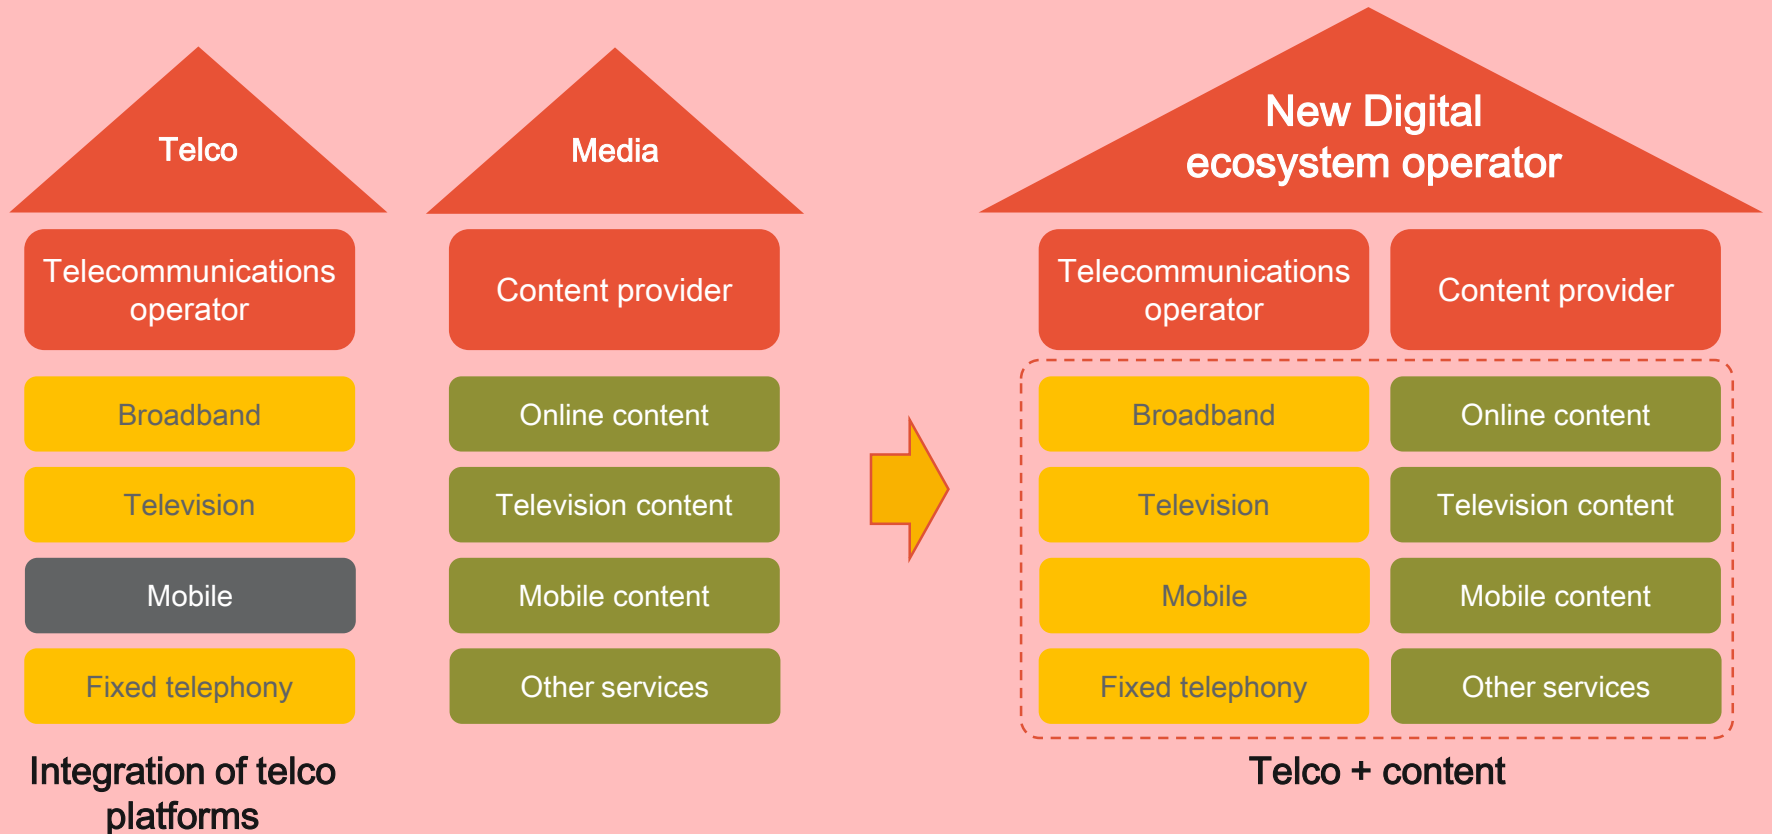 Telco
Telecommunications
operator
Broadband
Television
Mobile
Fixed telephony
Integration of telco
platforms
Media
Content provider
Online content
Television content
Mobile content
Other services
New Digital
ecosystem operator
Telecommunications
operator
Content provider
Broadband
Online content
Television
Television content
Mobile
Mobile content
Fixed telephony
Other services
Telco + content